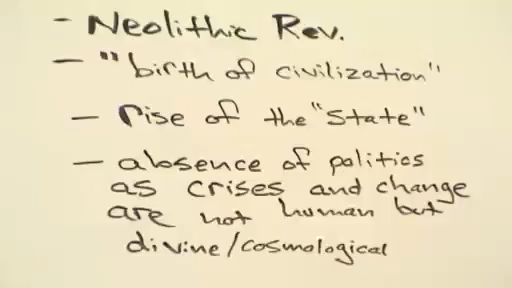 - Neolithic Rev.
- "birth of civilization"
- rise of the "State"
- absence of politics
as crises and change
are not human but
divine/cosmological